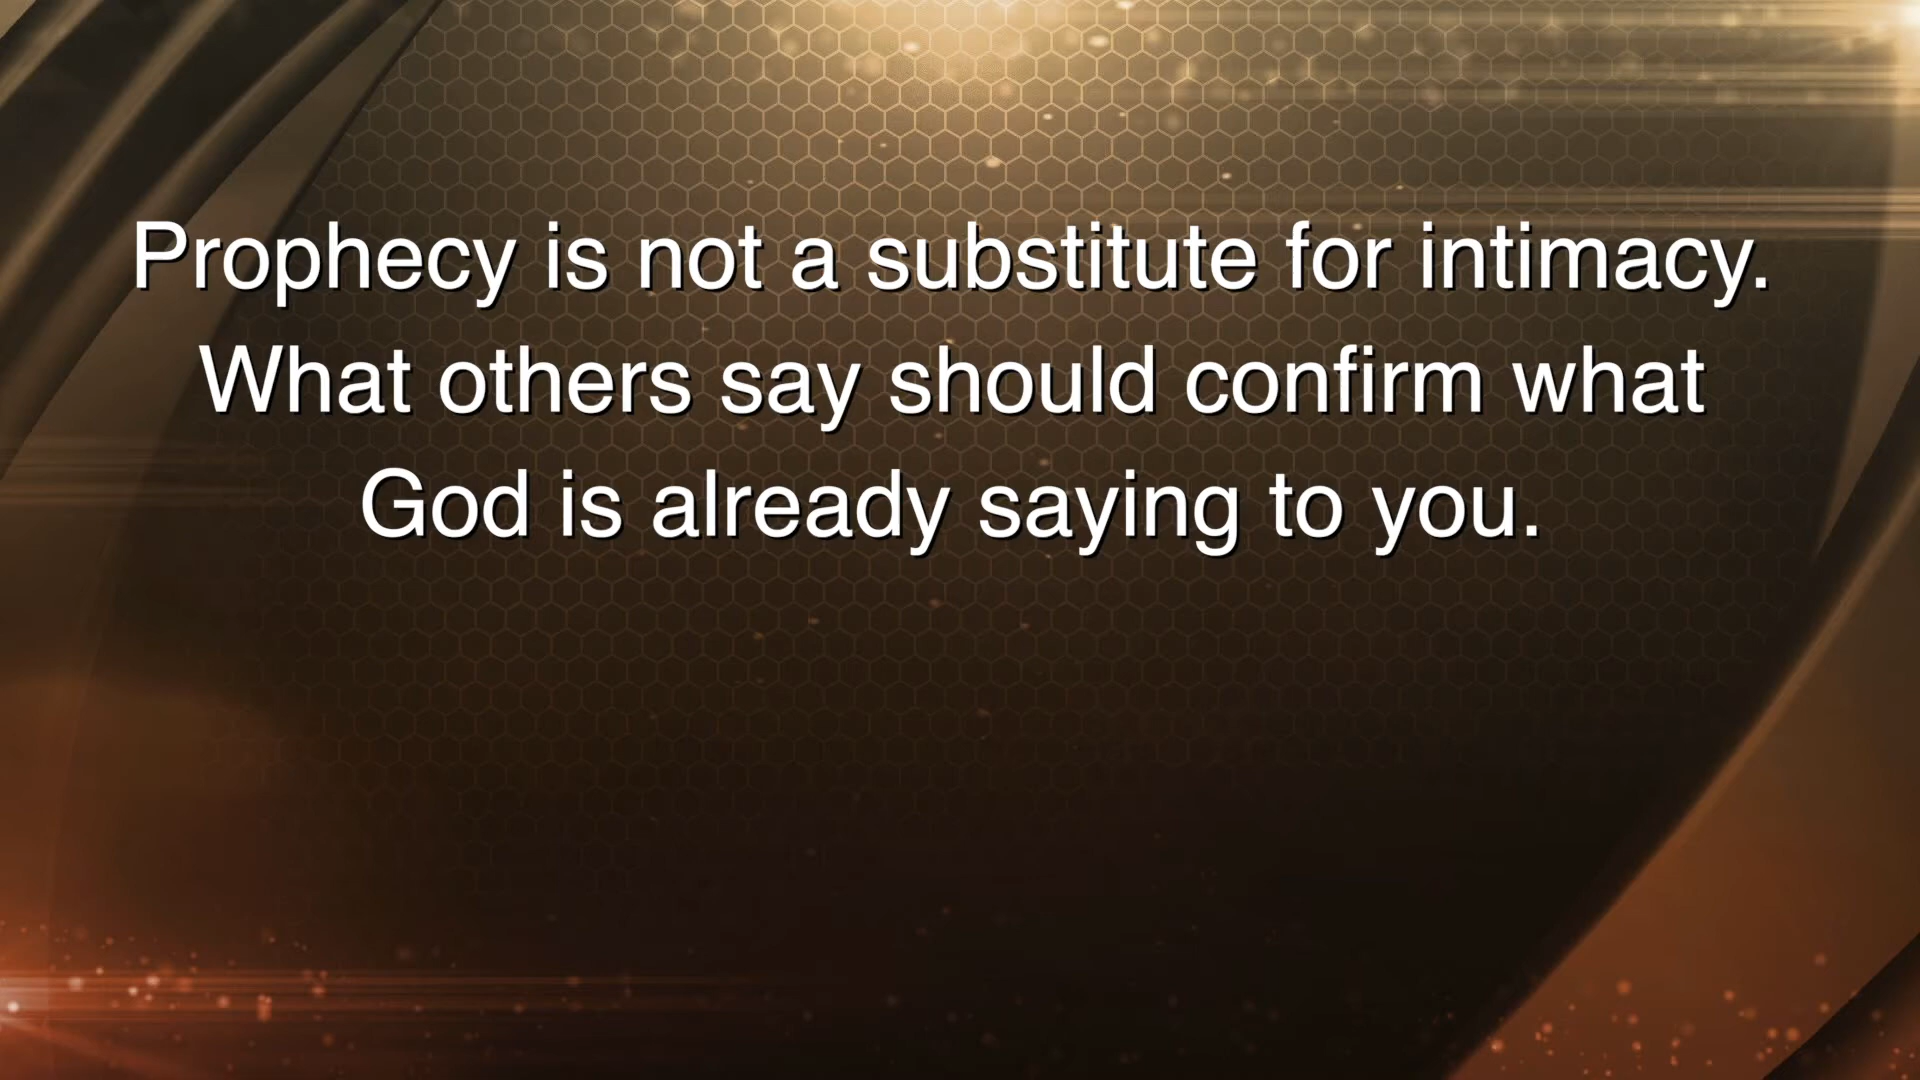 Prophecy is not a substitute for intimacy.
What others say should confirm what
God is already saying to you.